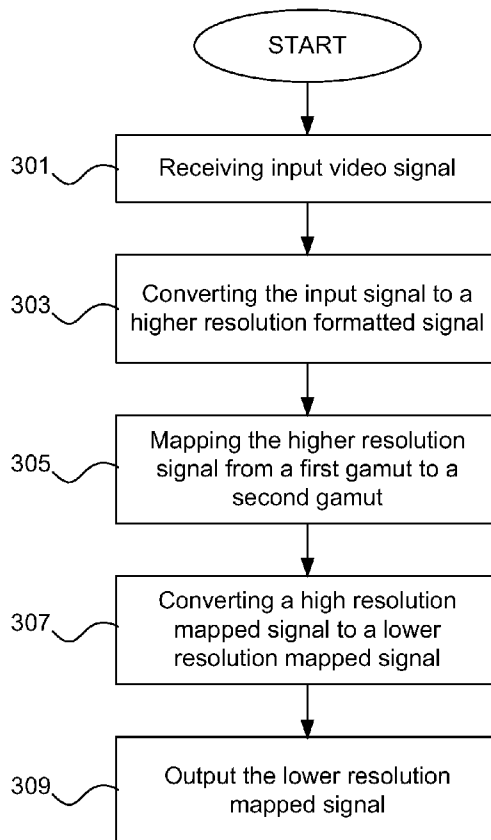 START
301
Receiving input video signal
303
Converting the input signal to a
higher resolution formatted signal
305
Mapping the higher resolution
signal from a first gamut to a
second gamut
307
Converting a high resolution
mapped signal to a lower
resolution mapped signal
309
Output the lower resolution
mapped signal